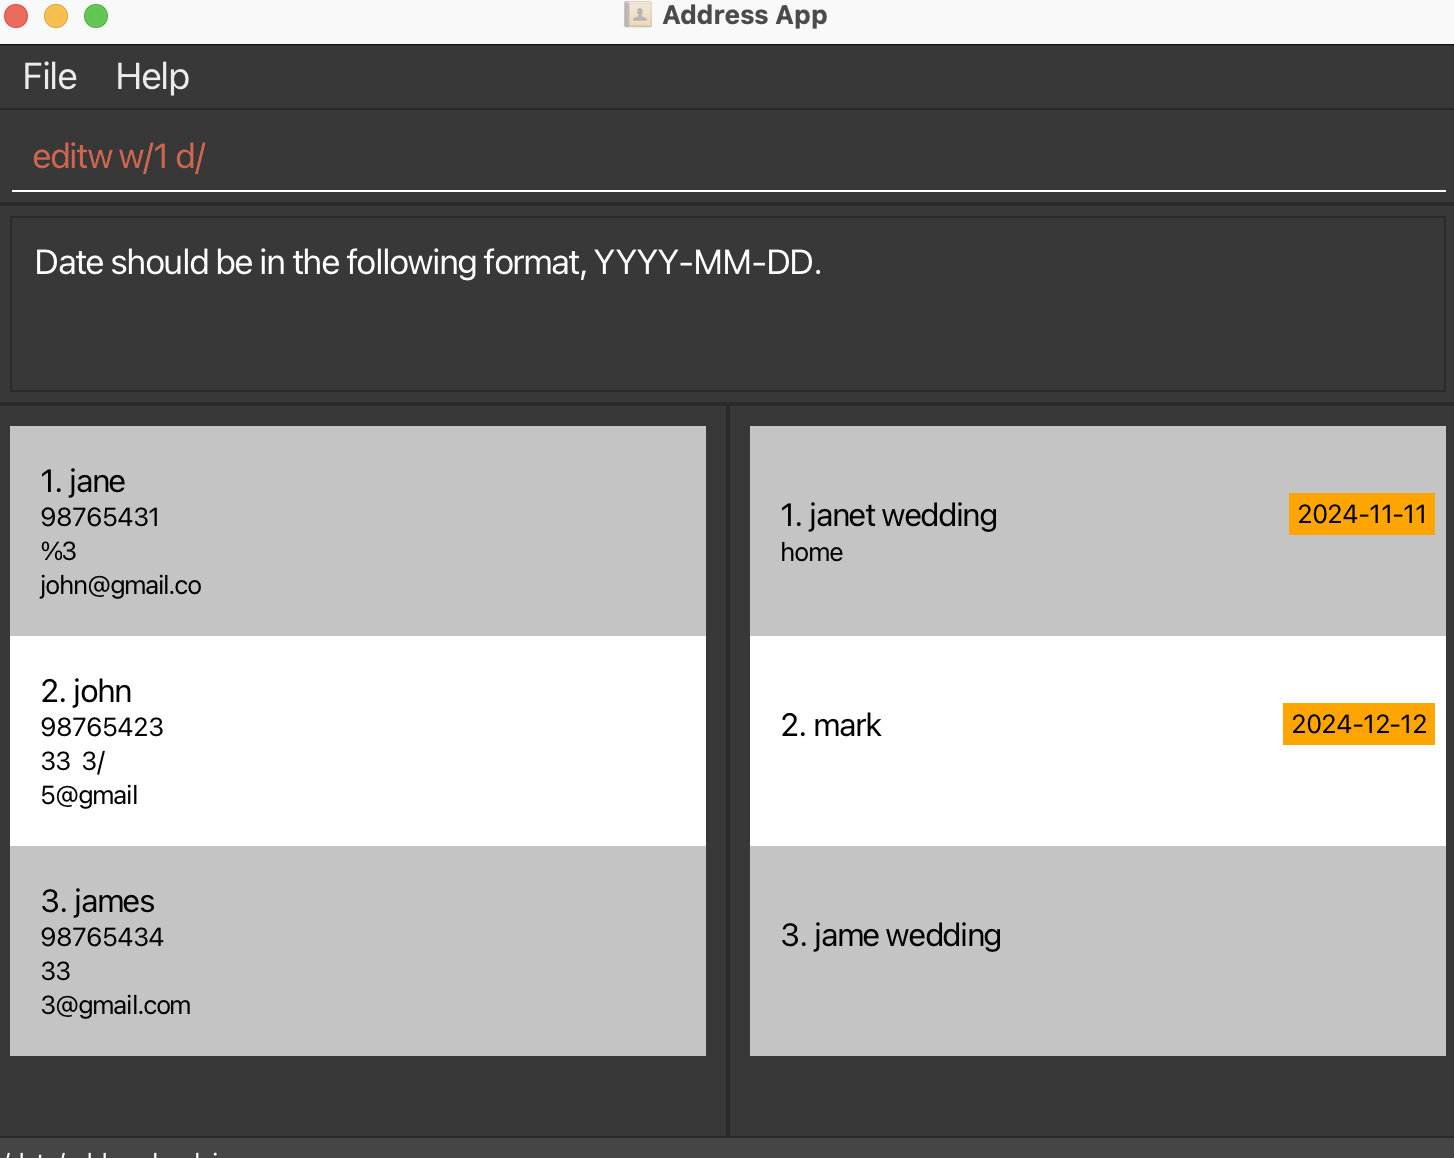 Address App
File Help
editw w/1 d/
Date should be in the following format, YYYY-MM-DD.
1. jane
98765431
%3
john@gmail.co
2. john
98765423
33 3/
5@gmail
3. james
98765434
33
3@gmail.com
1. janet wedding
2024-11-11
home
2. mark
2024-12-12
3. jame wedding